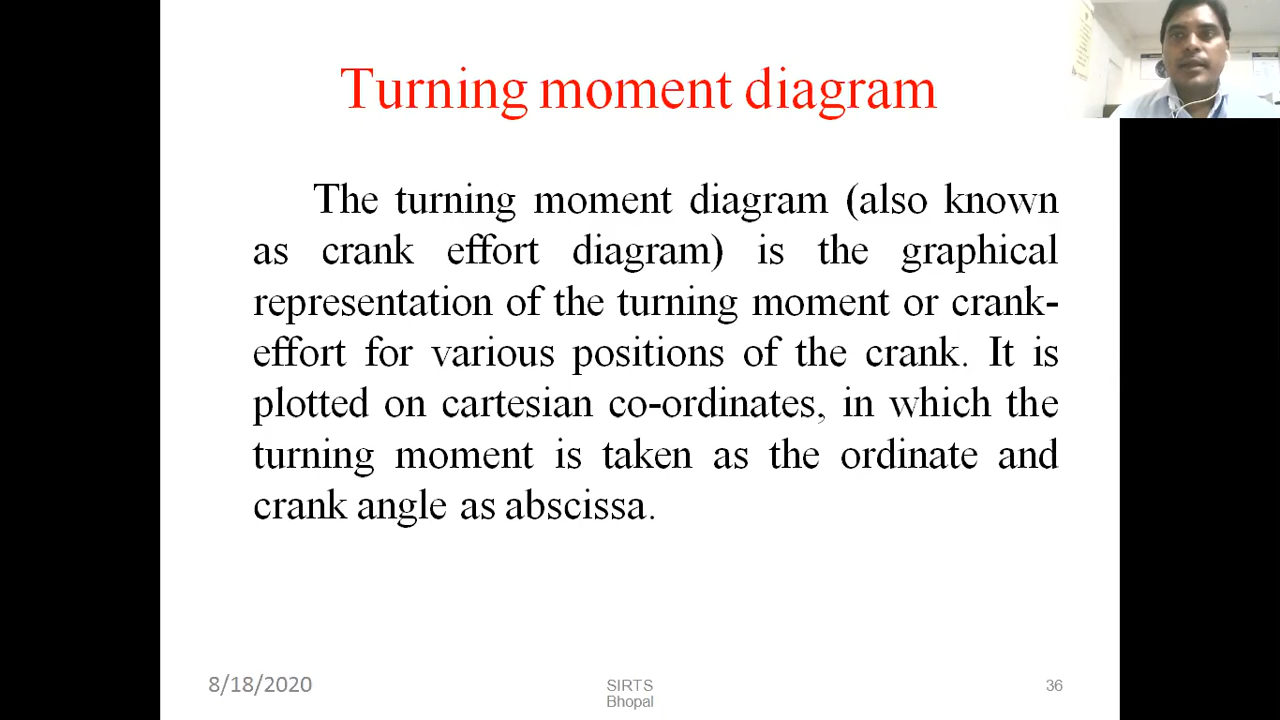 Turning moment diagram
The turning moment diagram (also known
as crank effort diagram) is the graphical
representation of the turning moment or crank-
effort for various positions of the crank. It is
plotted on cartesian co-ordinates, in which the
turning moment is taken as the ordinate and
crank angle as abscissa.
8/18/2020
SIRTS
Bhopal
36